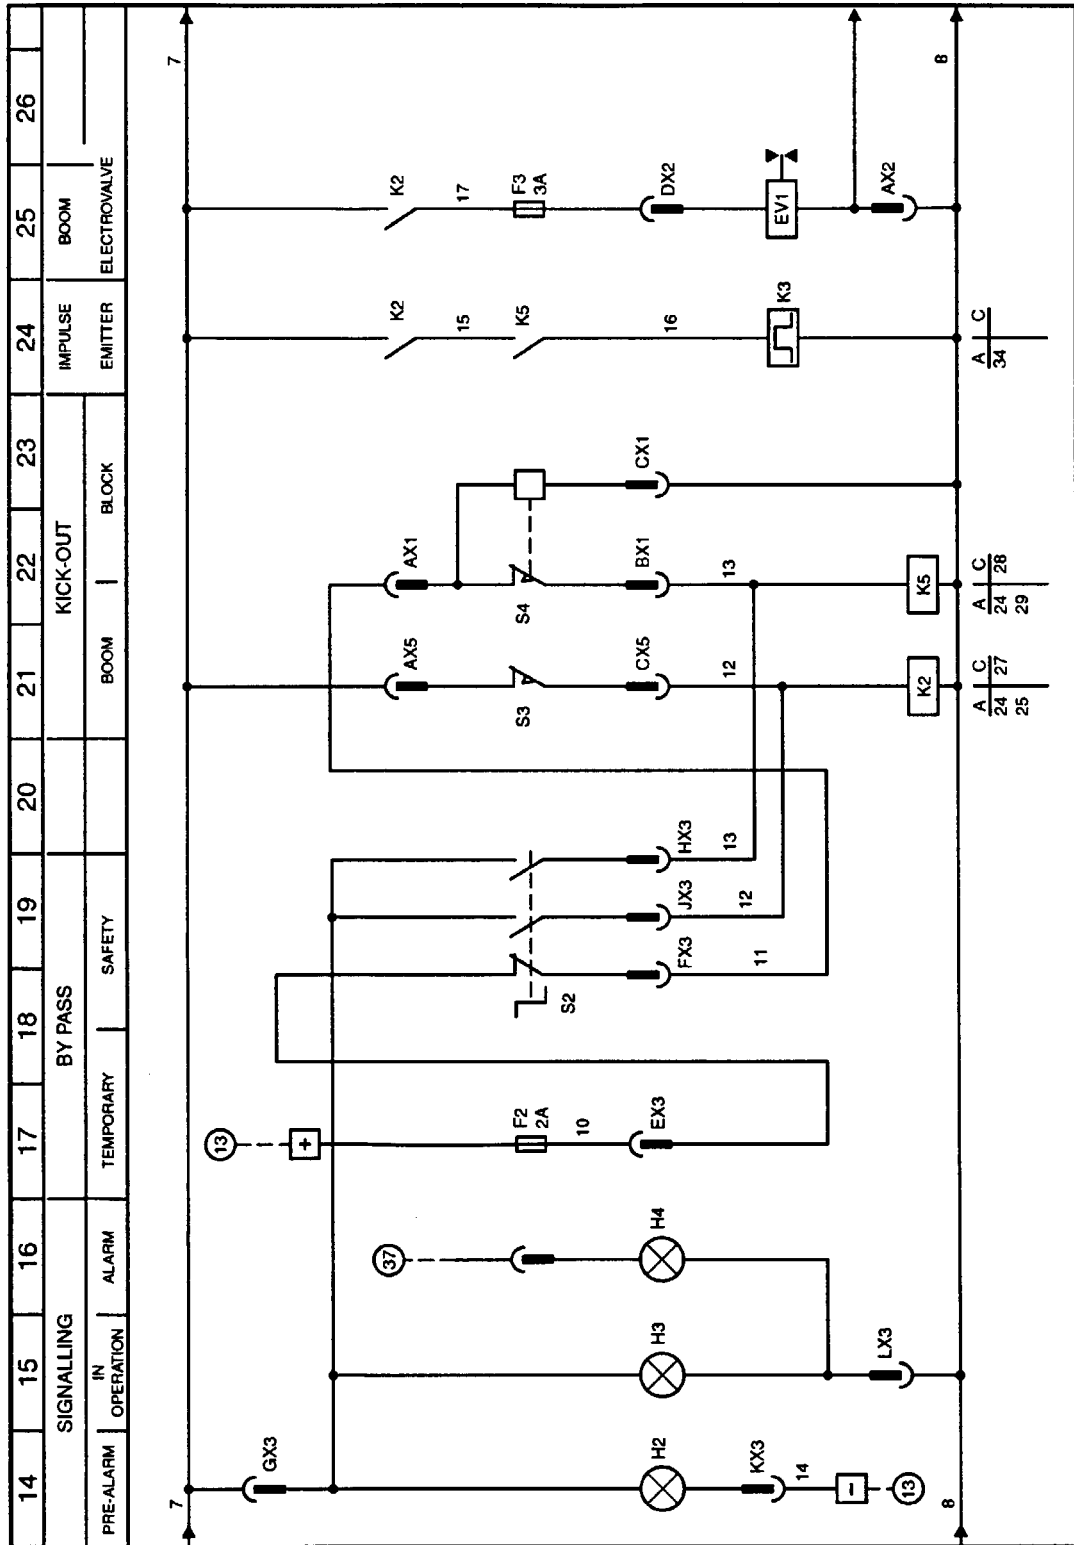 14 15 16 17 18 19 20 21 22 23 24 25 26
SIGNALLING BY PASS KICK-OUT IMPULSE BOOM
PRE-ALARM IN OPERATION ALARM TEMPORARY SAFETY BOOM BLOCK EMITTER ELECTROVALVE
7
7
13
+
GX3
37
AX5
AX1
K2
K2
15
17
F2
2A
10
S2
S3
S4
K5
F3
3A
H2
H3
H4
EX3
FX3
JX3
HX3
CX5
BX1
CX1
16
DX2
KX3
14
11
12
13
12
13
K3
EV1
−
13
LX3
K2
K5
AX2
8
8
A C
24 27
25
A C
24 28
29
A C
34